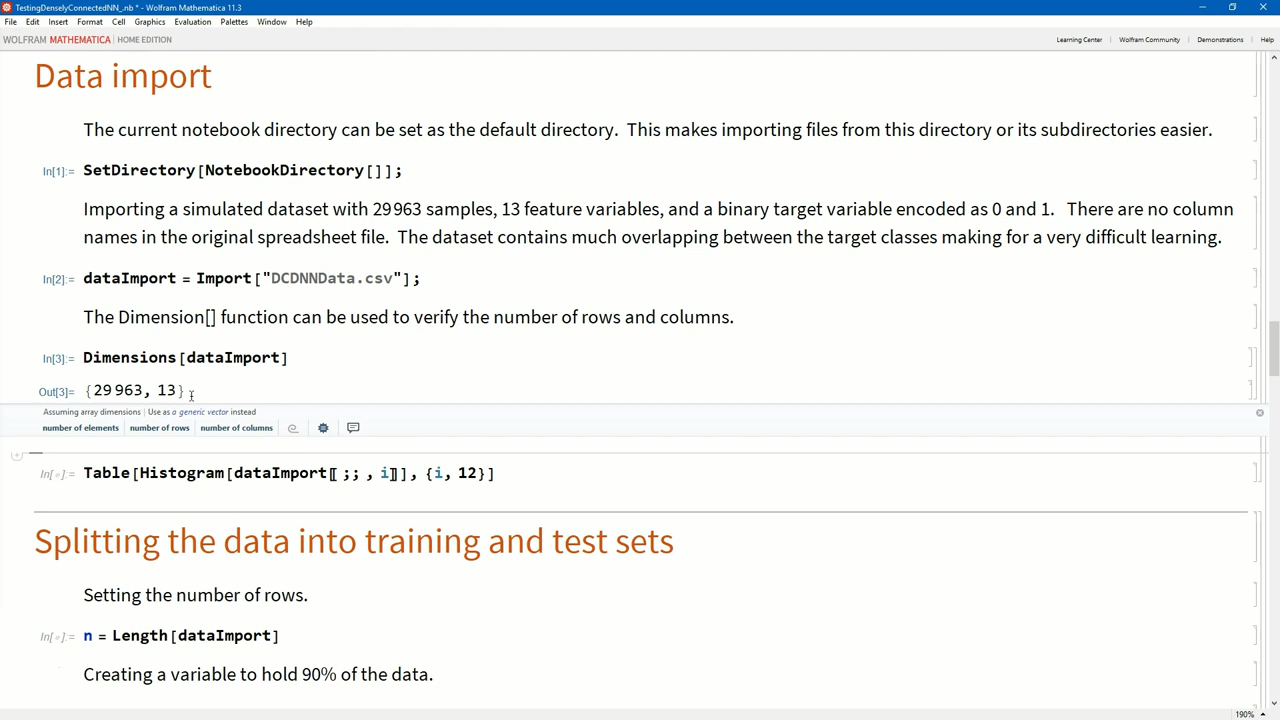 TestingDenselyConnectedNN_.nb * - Wolfram Mathematica 11.3
File Edit Insert Format Cell Graphics Evaluation Palettes Window Help
WOLFRAM MATHEMATICA | HOME EDITION Learning Center | Wolfram Community | Demonstrations | Help
Data import
The current notebook directory can be set as the default directory. This makes importing files from this directory or its subdirectories easier.
In[1]:= SetDirectory[NotebookDirectory[]];
Importing a simulated dataset with 29963 samples, 13 feature variables, and a binary target variable encoded as 0 and 1. There are no column
names in the original spreadsheet file. The dataset contains much overlapping between the target classes making for a very difficult learning.
In[2]:= dataImport = Import["DCDNNData.csv"];
The Dimension[] function can be used to verify the number of rows and columns.
In[3]:= Dimensions[dataImport]
Out[3]= {29963, 13}
Assuming array dimensions | Use as a generic vector instead
number of elements number of rows number of columns
In[∘]:= Table[Histogram[dataImport[[ ;; , i]]], {i, 12}]
Splitting the data into training and test sets
Setting the number of rows.
In[∘]:= n = Length[dataImport]
Creating a variable to hold 90% of the data.
190%